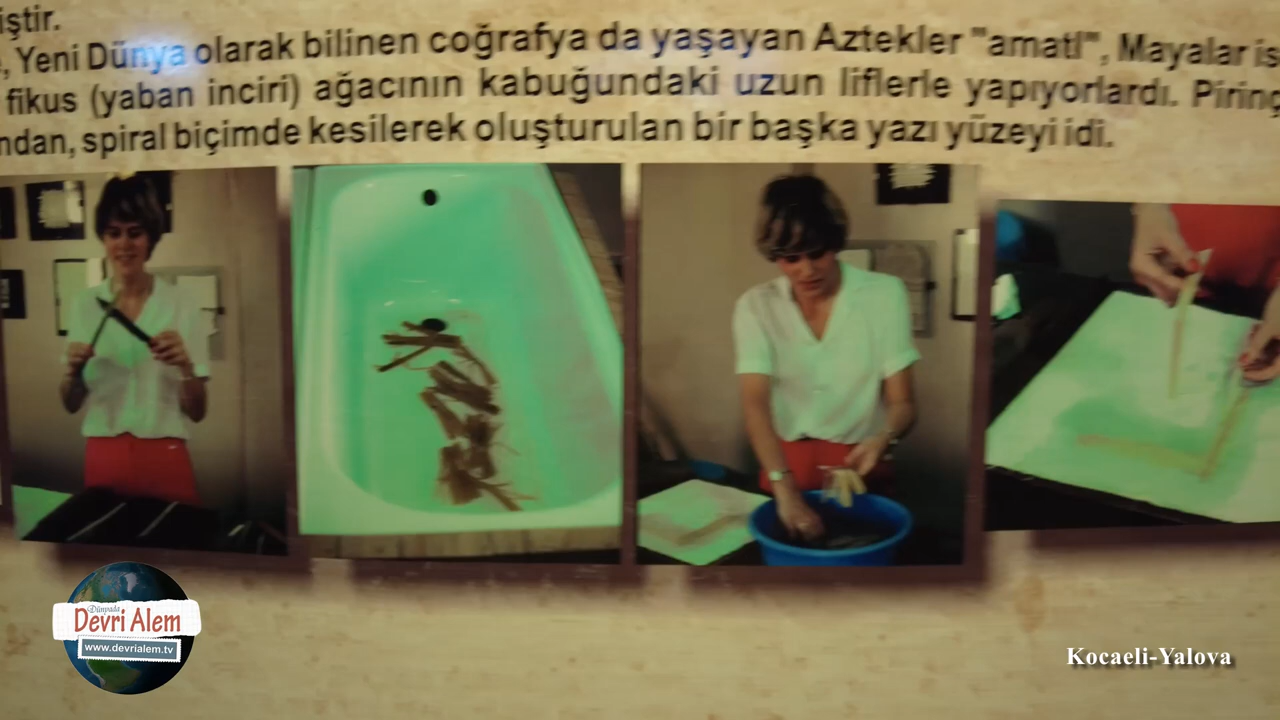 iştir.
, Yeni Dünya olarak bilinen coğrafya da yaşayan Aztekler "amatl", Mayalar is
fikus (yaban inciri) ağacının kabuğundaki uzun liflerle yapıyorlardı. Pirinç
ndan, spiral biçimde kesilerek oluşturulan bir başka yazı yüzeyi idi.
Dünyada
Devri Alem
www.devrialem.tv
Kocaeli-Yalova